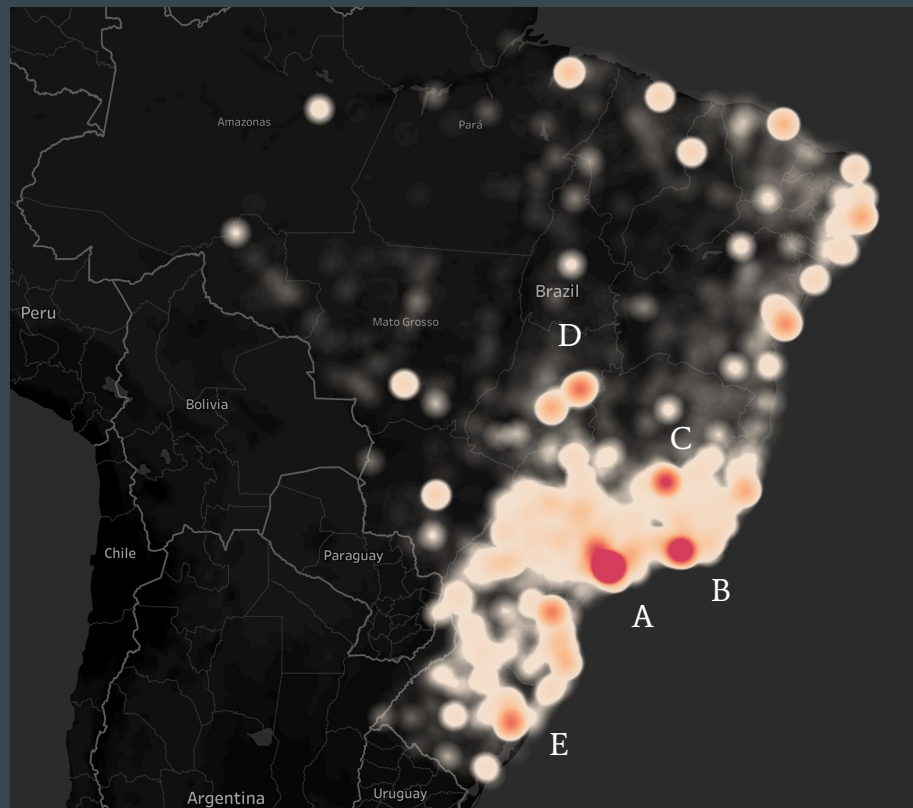 Amazonas
Pará
Brazil
Peru
Mato Grosso
D
Bolivia
C
Chile
Paraguay
B
A
E
Argentina
Uruguay